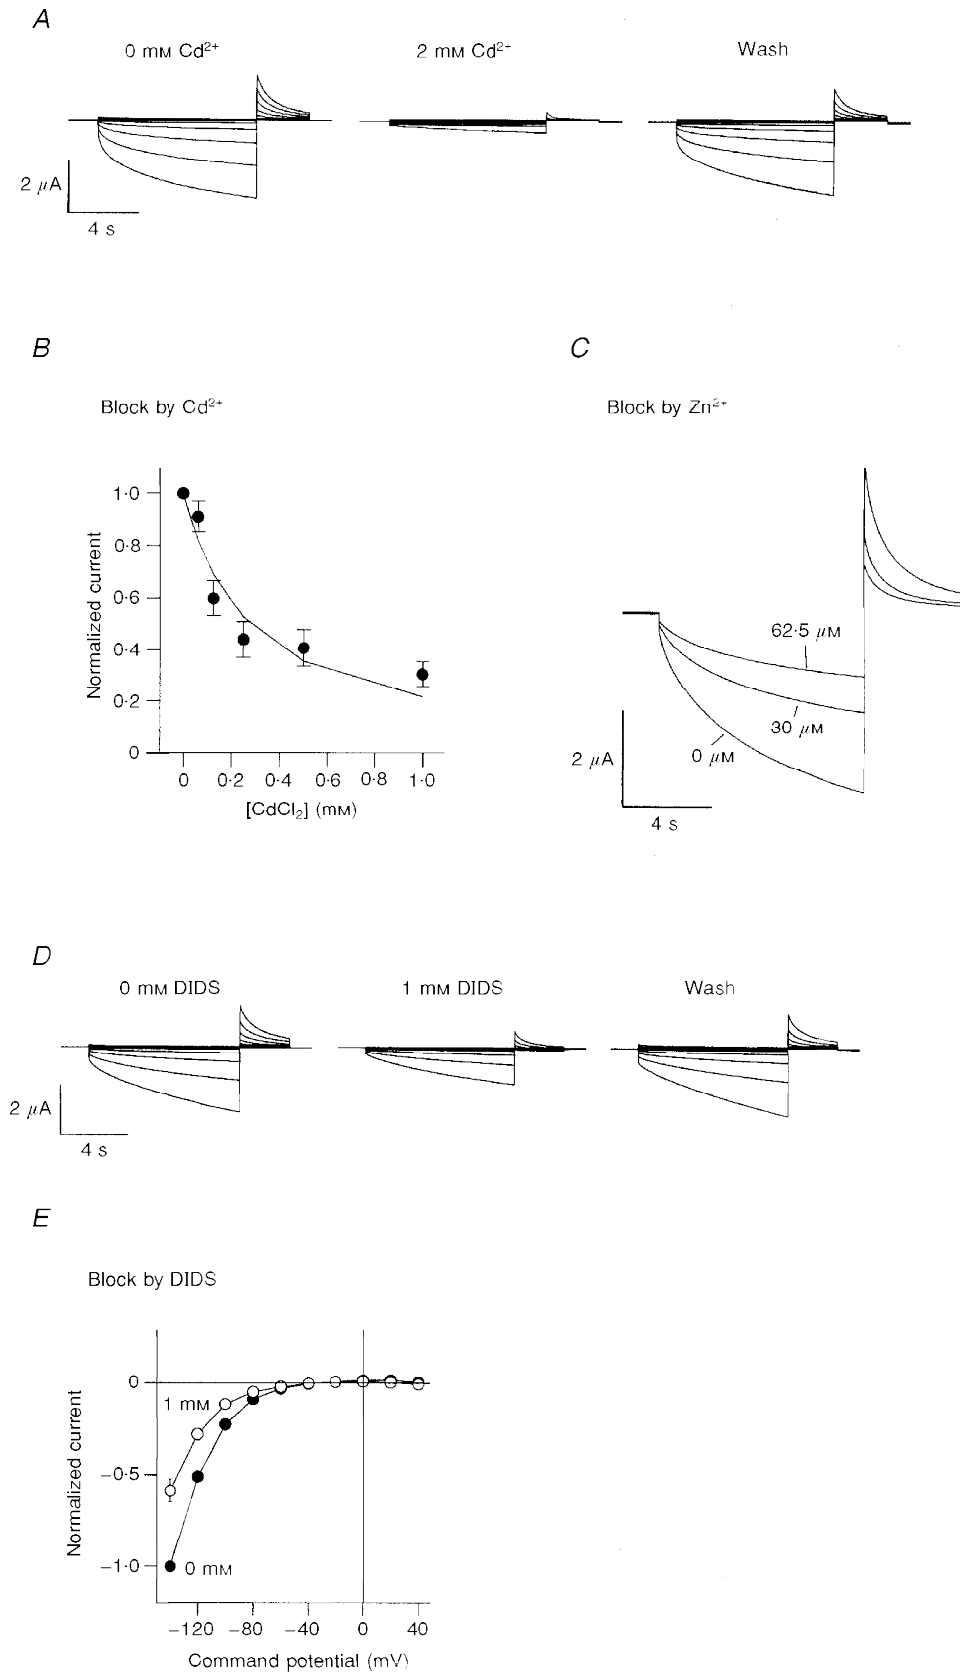 A
0 mM Cd²⁺
2 mM Cd²⁺
Wash
2 μA
4 s
B
C
Block by Cd²⁺
Block by Zn²⁺
1·0
0·8
0·6
0·4
0·2
0
Normalized current
0 0·2 0·4 0·6 0·8 1·0
[CdCl₂] (mM)
62·5 μM
30 μM
0 μM
2 μA
4 s
D
0 mM DIDS
1 mM DIDS
Wash
2 μA
4 s
E
Block by DIDS
0
−0·5
−1·0
Normalized current
1 mM
0 mM
−120 −80 −40 0 40
Command potential (mV)